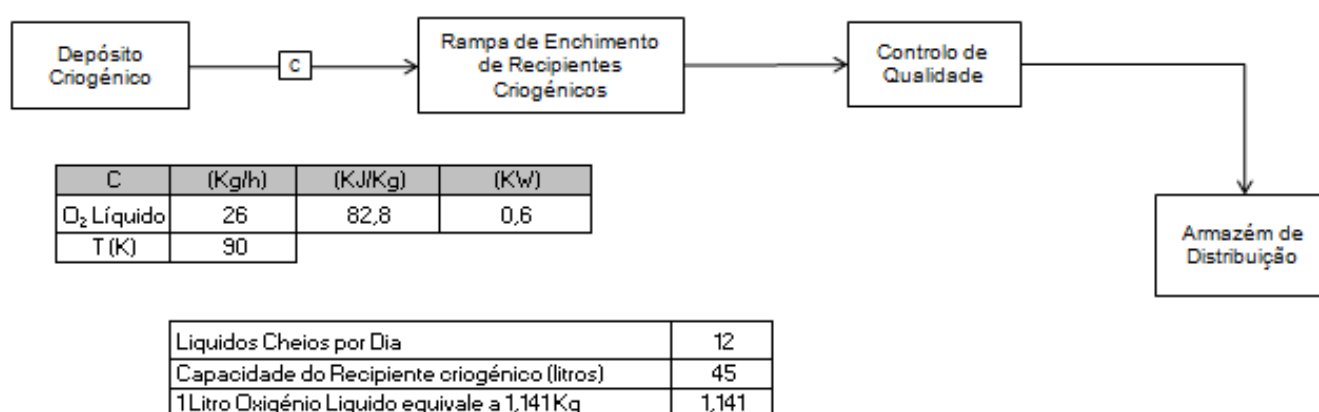 Depósito
Criogénico
C
Rampa de Enchimento
de Recipientes
Criogénicos
Controlo de
Qualidade
Armazém de
Distribuição
C (Kg/h) (KJ/Kg) (KW)
O₂ Líquido 26 82,8 0,6
T (K) 90
Liquidos Cheios por Dia 12
Capacidade do Recipiente criogénico (litros) 45
1 Litro Oxigénio Liquido equivale a 1,141 Kg 1,141